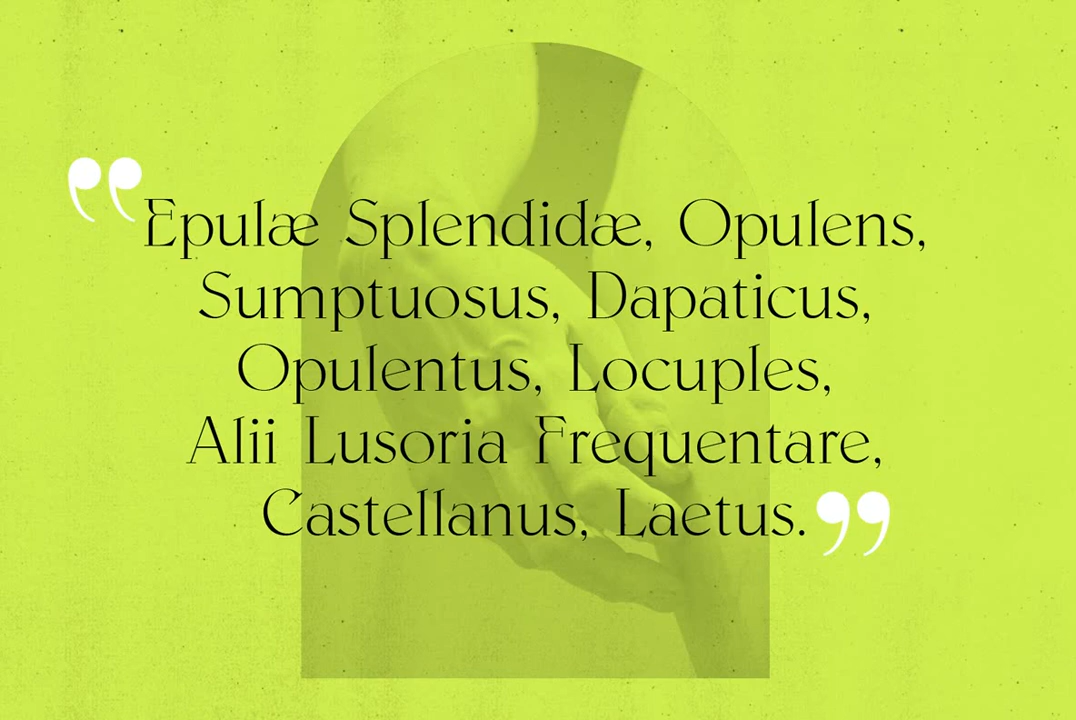 “Epulæ Splendidæ, Opulens,
Sumptuosus, Dapaticus,
Opulentus, Locuples,
Alii Lusoria Frequentare,
Castellanus, Laetus.”